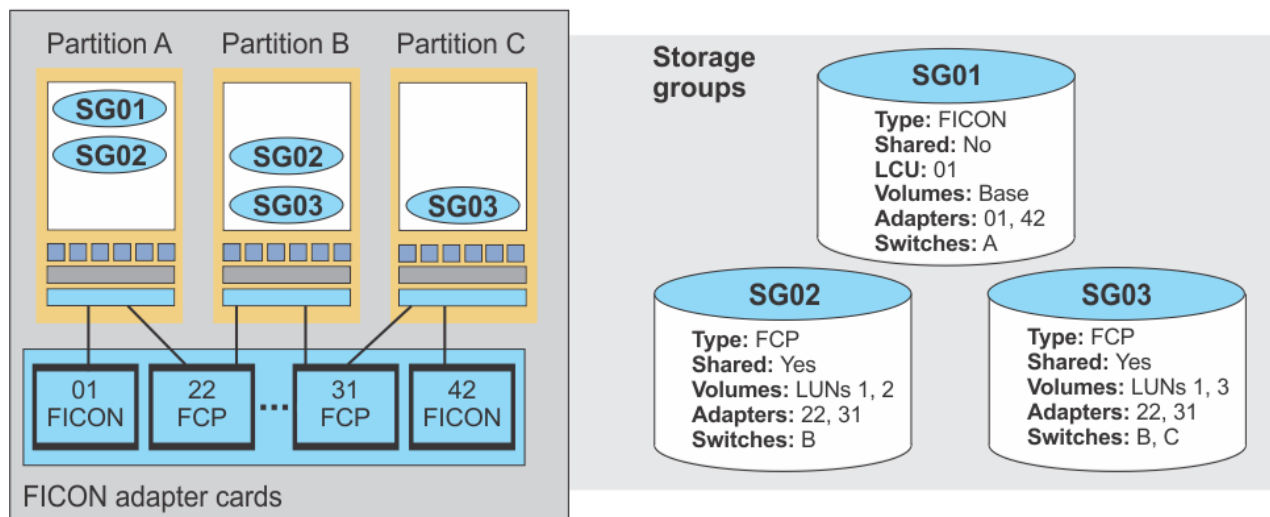 Partition A
Partition B
Partition C
SG01
SG02
SG02
SG03
SG03
01
FICON
22
FCP
...
31
FCP
42
FICON
FICON adapter cards
Storage
groups
SG01
Type: FICON
Shared: No
LCU: 01
Volumes: Base
Adapters: 01, 42
Switches: A
SG02
Type: FCP
Shared: Yes
Volumes: LUNs 1, 2
Adapters: 22, 31
Switches: B
SG03
Type: FCP
Shared: Yes
Volumes: LUNs 1, 3
Adapters: 22, 31
Switches: B, C